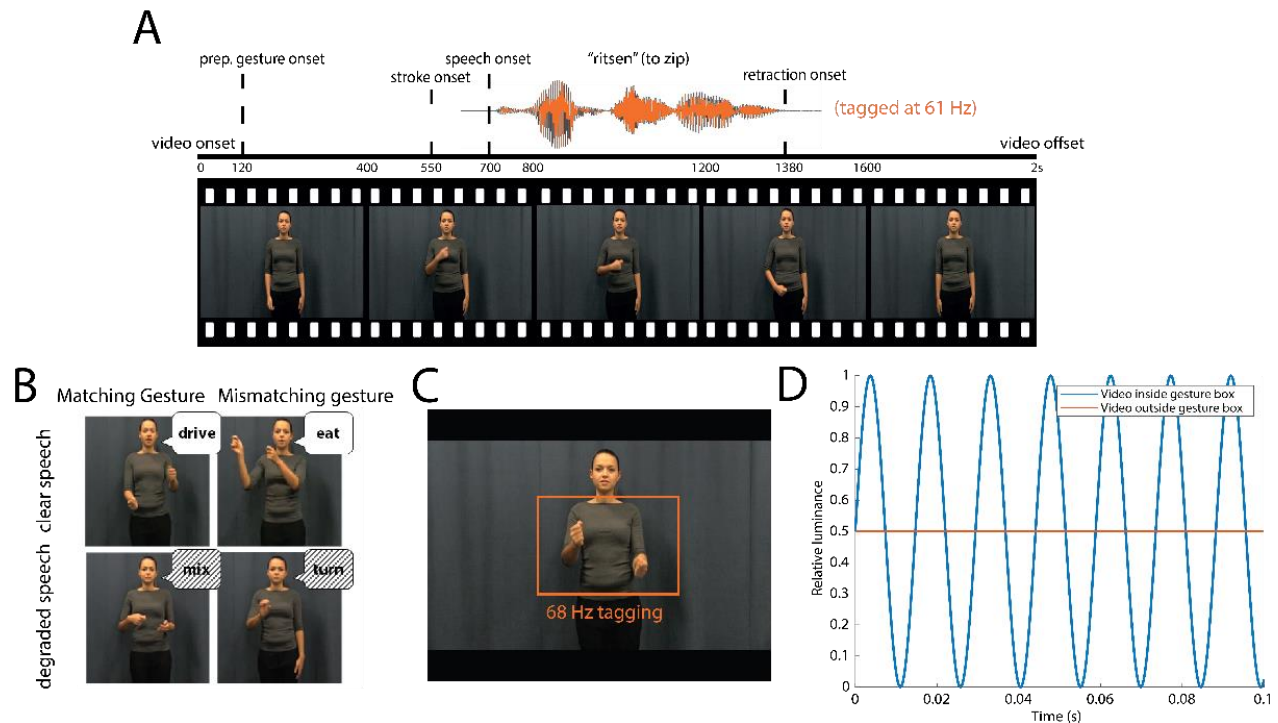 A
prep. gesture onset
speech onset
"ritsen" (to zip)
stroke onset
retraction onset
(tagged at 61 Hz)
video onset
video offset
0 120 400 550 700 800 1200 1380 1600 2s
B
Matching Gesture Mismatching gesture
clear speech
drive
eat
degraded speech
mix
turn
C
68 Hz tagging
D
Video inside gesture box
Video outside gesture box
Relative luminance
1
0.9
0.8
0.7
0.6
0.5
0.4
0.3
0.2
0.1
0
0 0.02 0.04 0.06 0.08 0.1
Time (s)